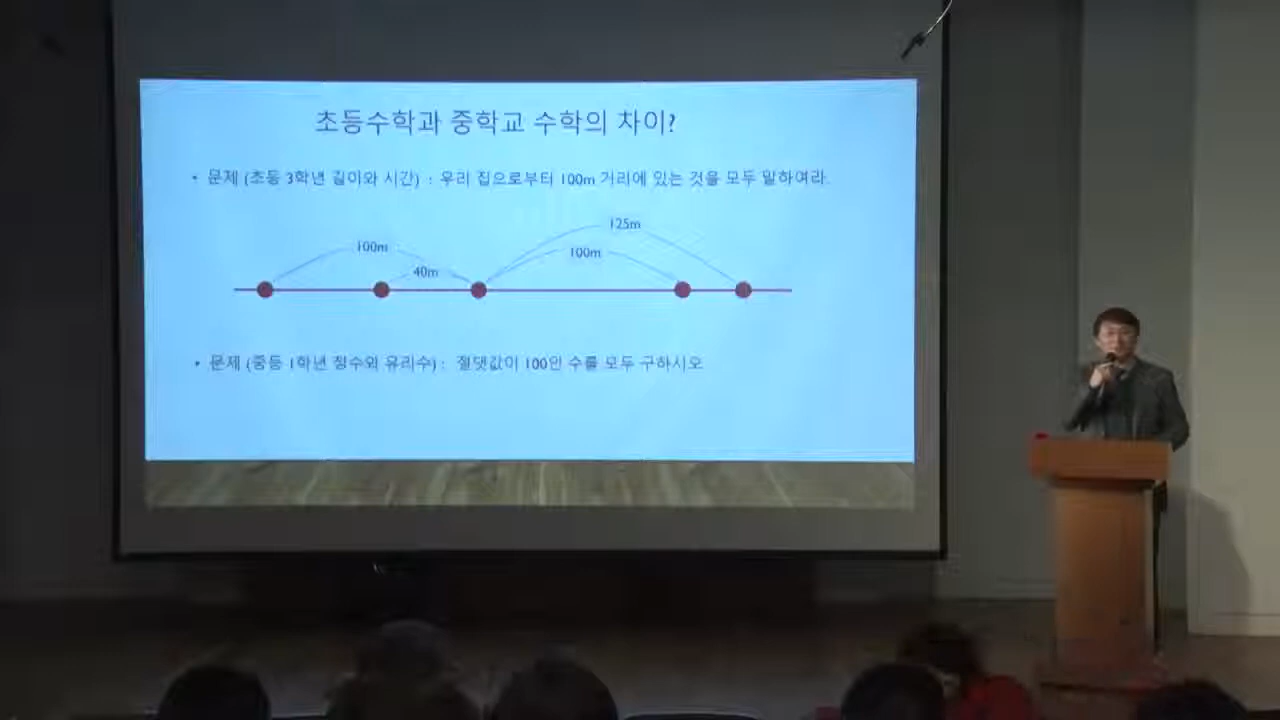 초등수학과 중학교 수학의 차이?
• 문제 (초등 3학년 길이와 시간) : 우리 집으로부터 100m 거리에 있는 것을 모두 말하여라.
125m
100m
100m
40m
• 문제 (중등 1학년 정수와 유리수) : 절댓값이 100인 수를 모두 구하시오